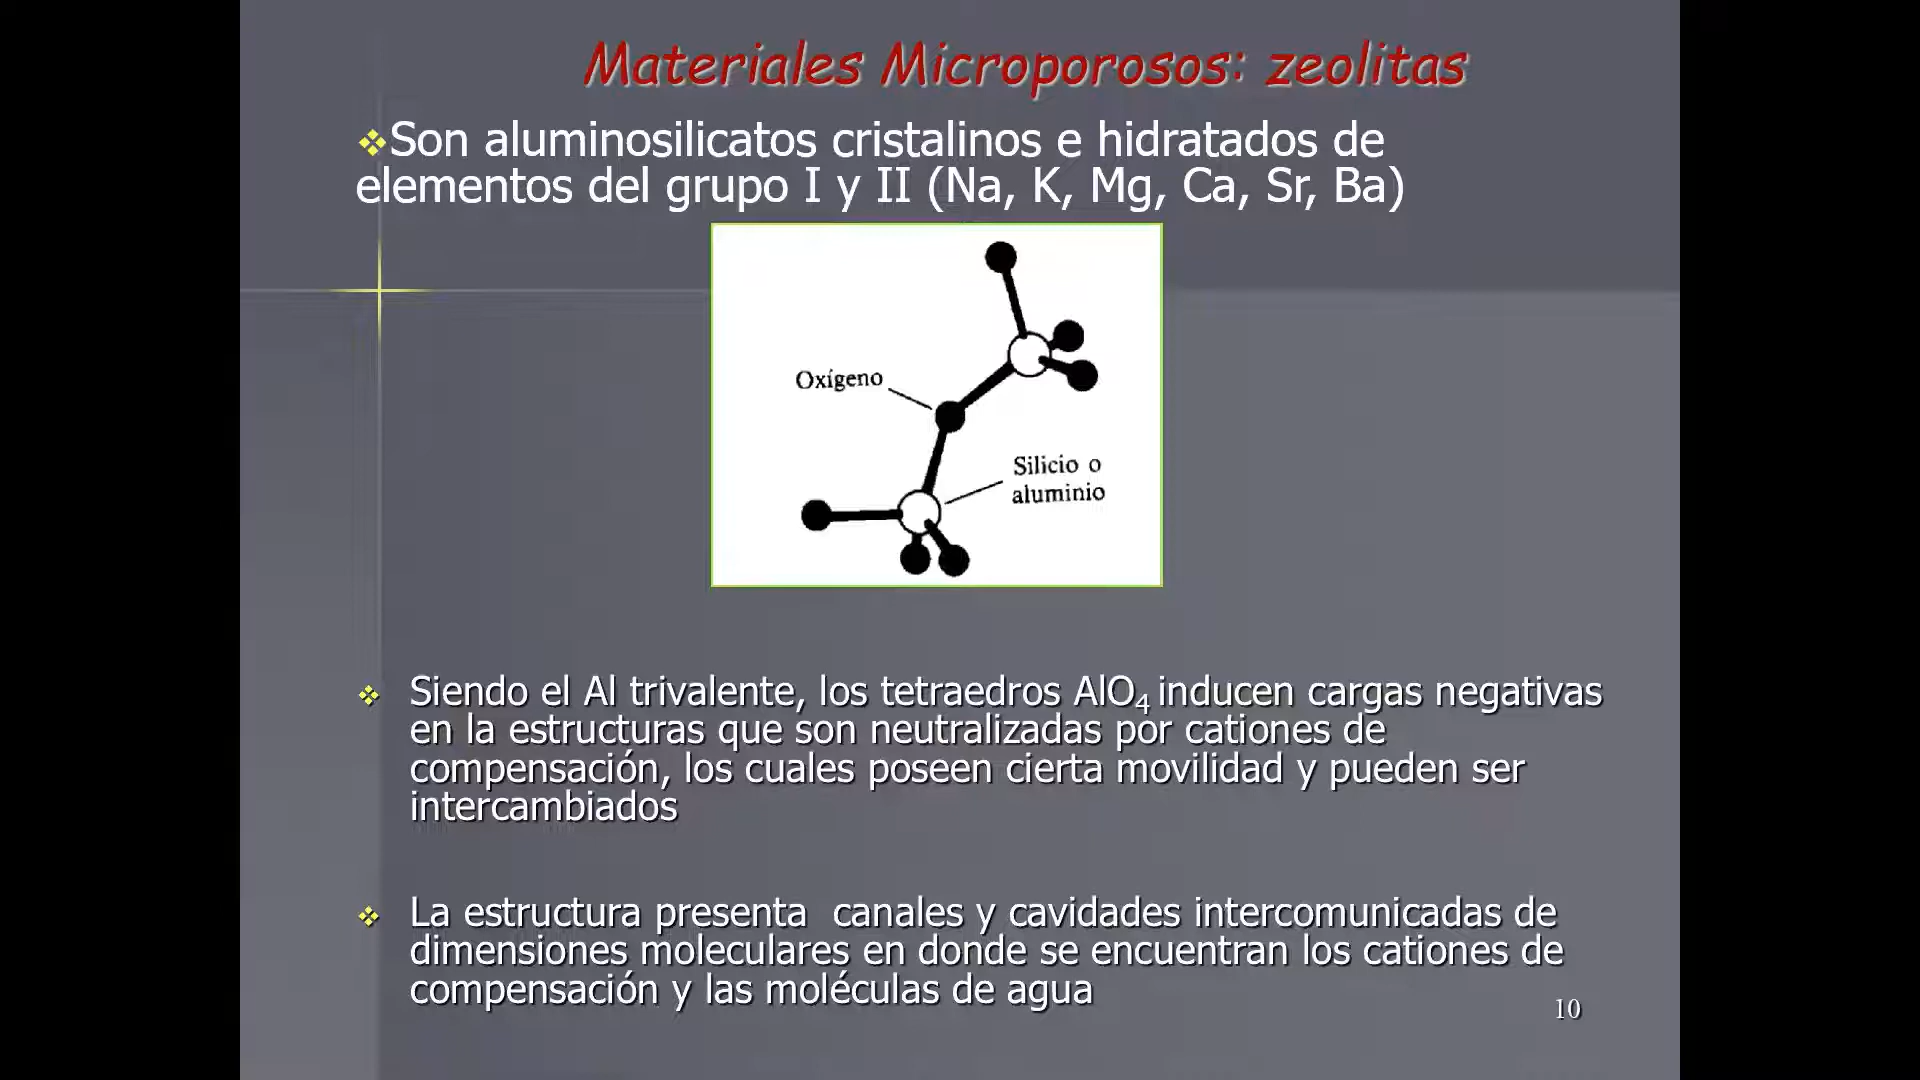 Materiales Microporosos: zeolitas
❖Son aluminosilicatos cristalinos e hidratados de
elementos del grupo I y II (Na, K, Mg, Ca, Sr, Ba)
Oxígeno
Silicio o
aluminio
❖ Siendo el Al trivalente, los tetraedros AlO₄ inducen cargas negativas
en la estructuras que son neutralizadas por cationes de
compensación, los cuales poseen cierta movilidad y pueden ser
intercambiados
❖ La estructura presenta canales y cavidades intercomunicadas de
dimensiones moleculares en donde se encuentran los cationes de
compensación y las moléculas de agua
10